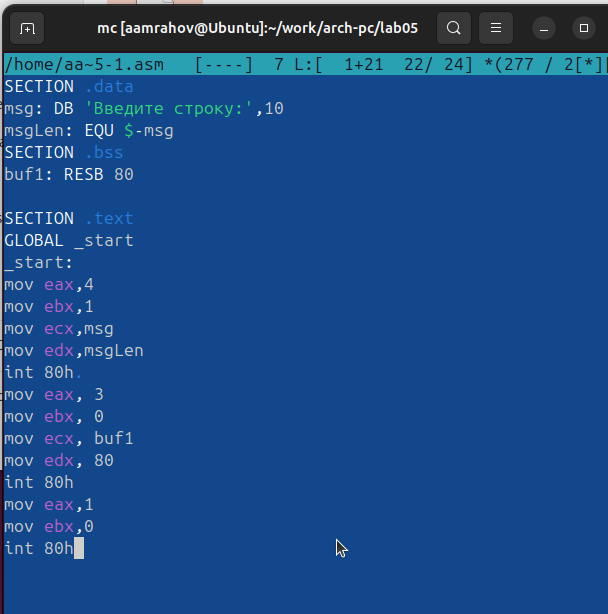 mc [aamrahov@Ubuntu]:~/work/arch-pc/lab05
/home/aa~5-1.asm   [----]  7 L:[  1+21  22/ 24] *(277 / 2[*][
SECTION .data
msg: DB 'Введите строку:',10
msgLen: EQU $-msg
SECTION .bss
buf1: RESB 80
SECTION .text
GLOBAL _start
_start:
mov eax,4
mov ebx,1
mov ecx,msg
mov edx,msgLen
int 80h.
mov eax, 3
mov ebx, 0
mov ecx, buf1
mov edx, 80
int 80h
mov eax,1
mov ebx,0
int 80h